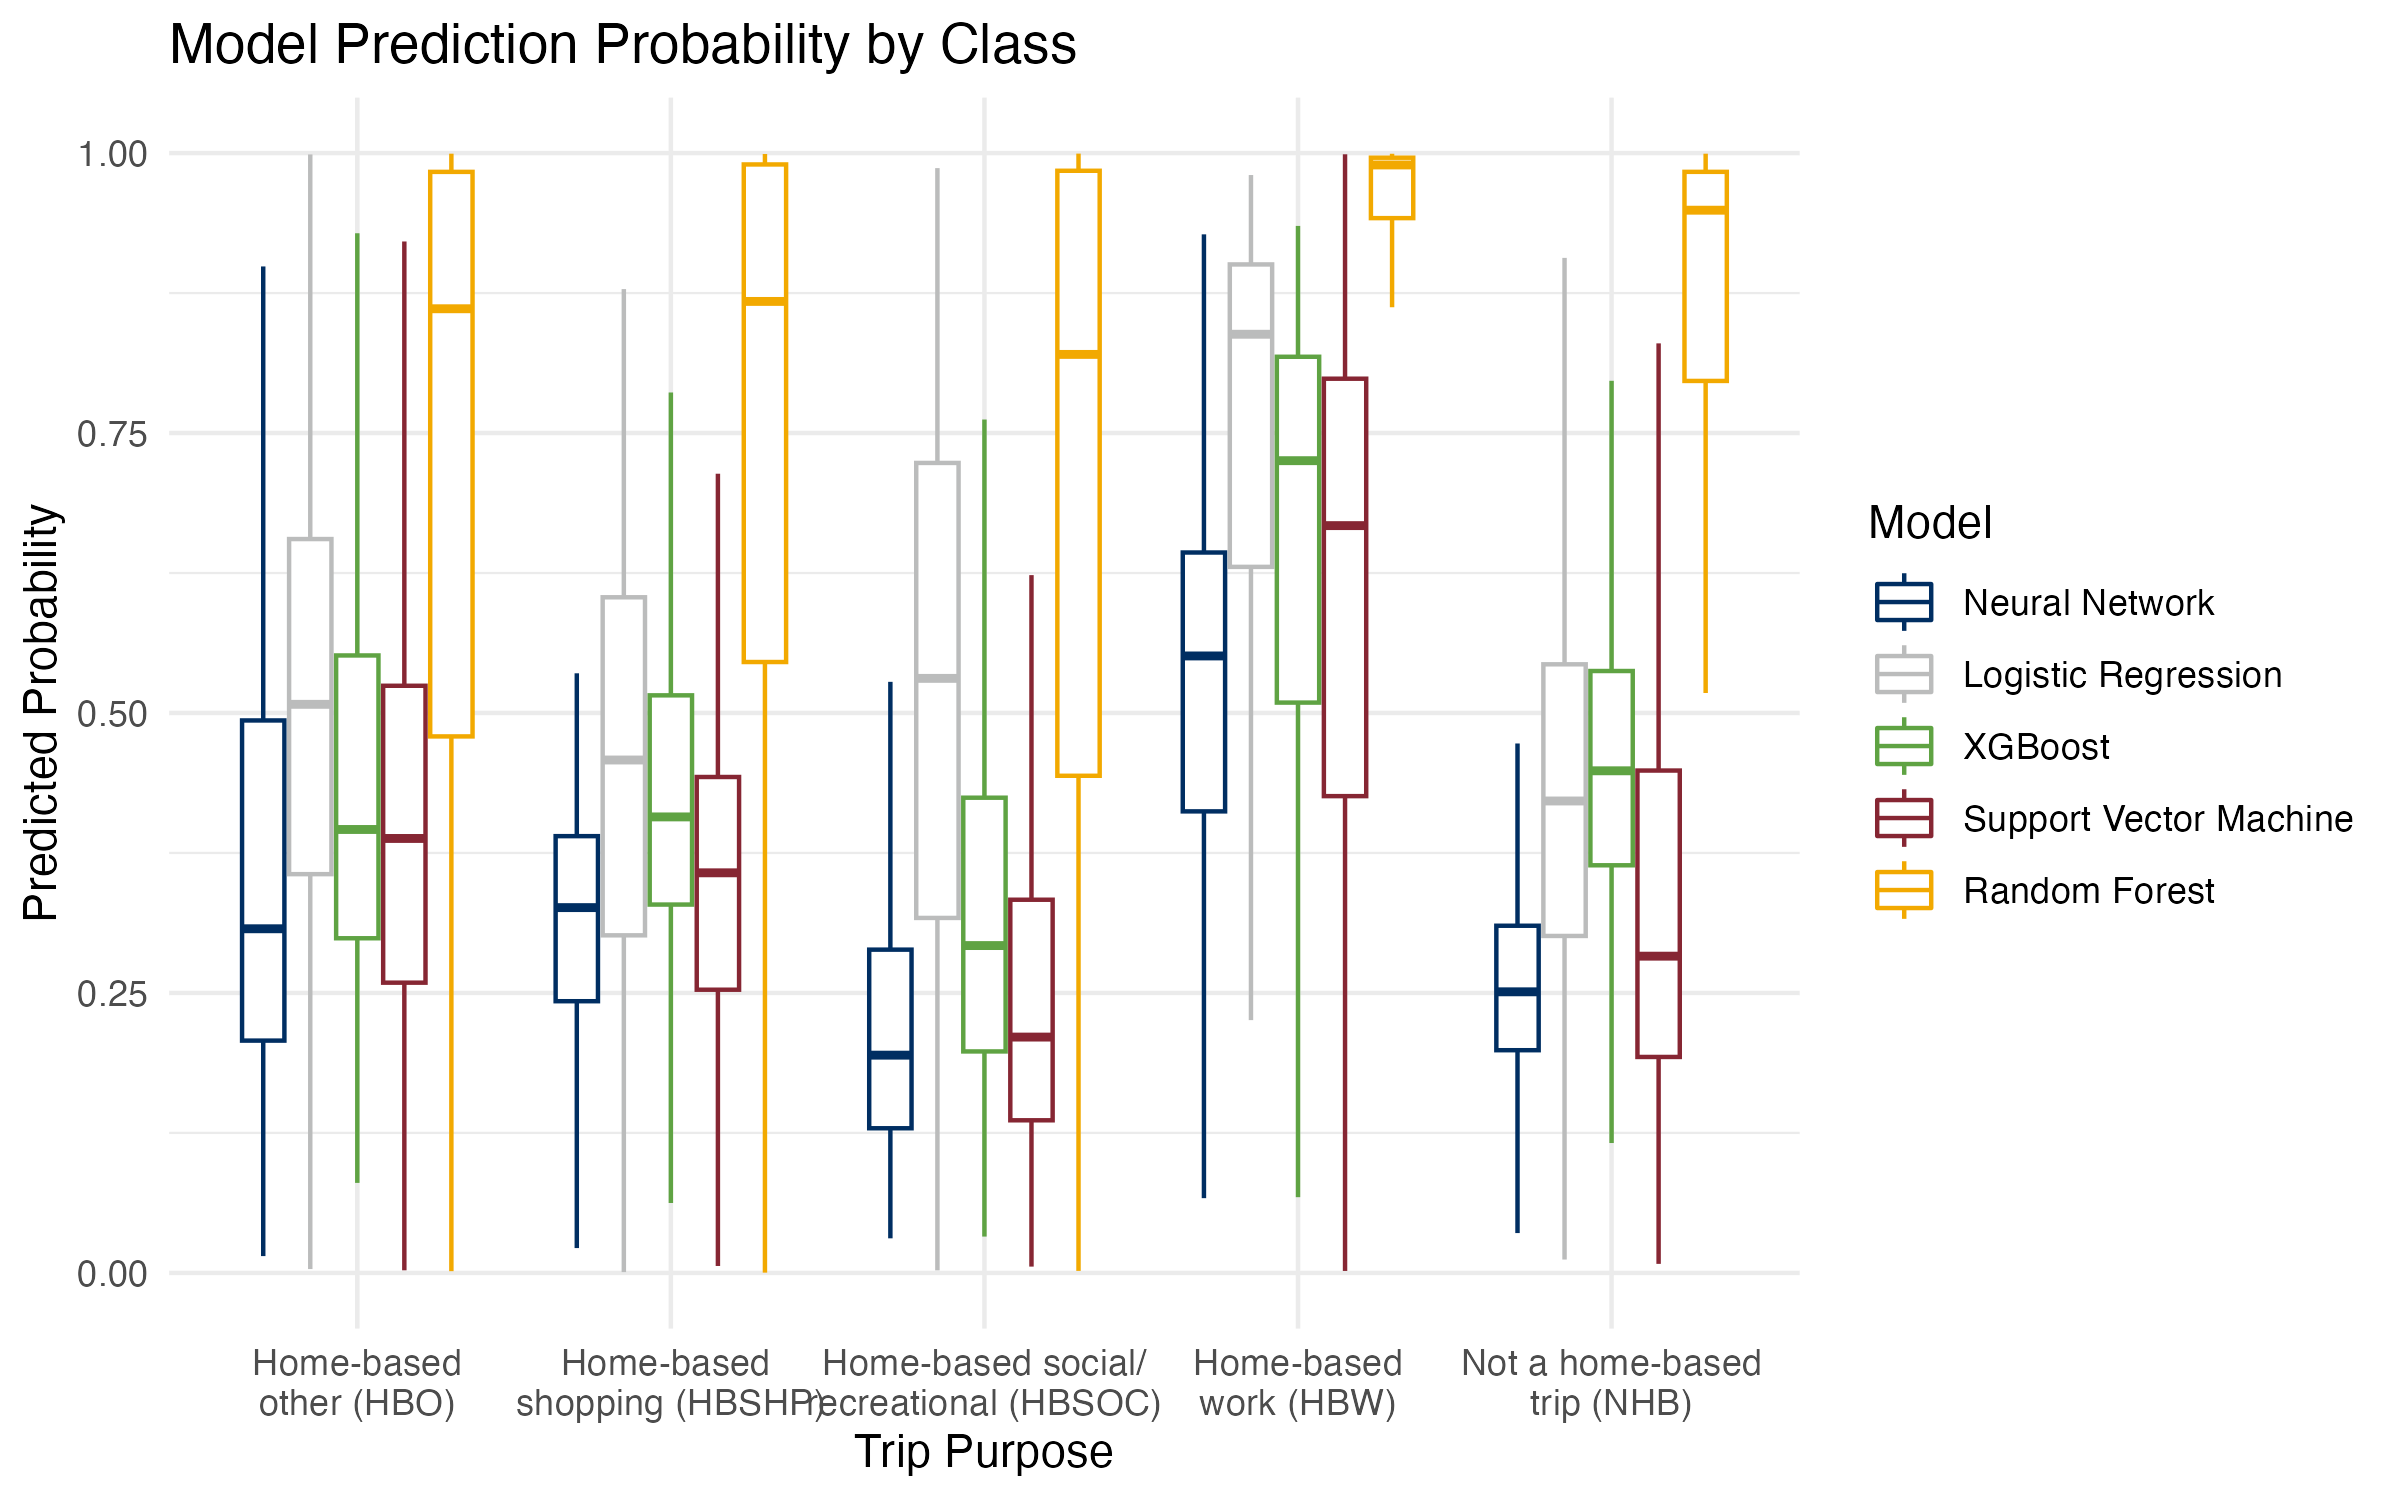 Model Prediction Probability by Class
Predicted Probability
1.00
0.75
0.50
0.25
0.00
Home-based
other (HBO)
Home-based
shopping (HBSHP)
Home-based social/
recreational (HBSOC)
Home-based
work (HBW)
Not a home-based
trip (NHB)
Trip Purpose
Model
Neural Network
Logistic Regression
XGBoost
Support Vector Machine
Random Forest